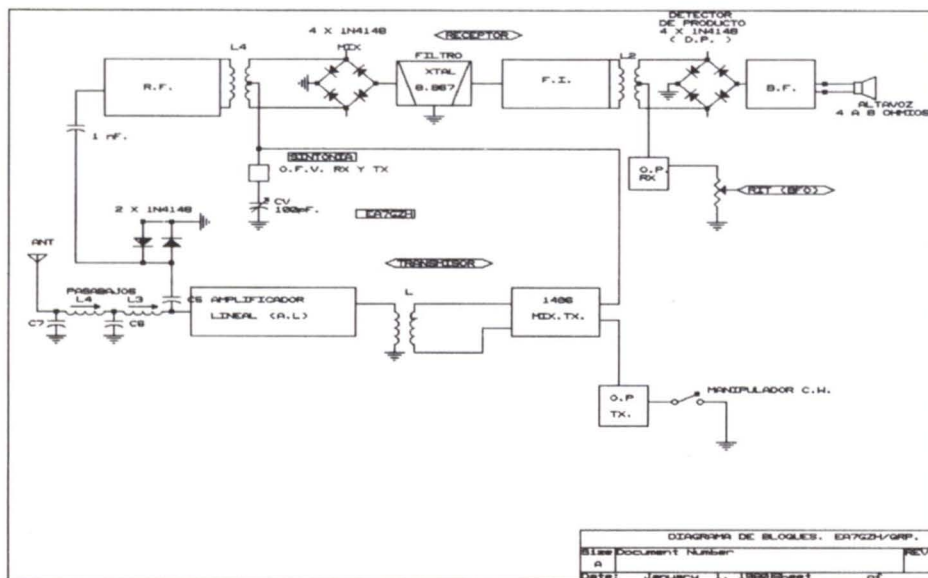 DETECTOR
DE PRODUCTO
4 X 1N4148
( D.P. )
4 X 1N4148
MIX
RECEPTOR
L4
FILTRO
XTAL
8.867
L2
R.F.
F.I.
B.F.
ALTAVOZ
4 A 8 OHMIOS
1 nF.
SINTONIA
O.F.V. RX Y TX
O.P.
RX
RIT (BFO)
CV
100pF.
2 X 1N4148
EA7GZH
ANT
TRANSMISOR
PASABAJOS
L4
L3
C5
AMPLIFICADOR
LINEAL (A.L)
L
1496
MIX.TX.
C7
C6
O.P
TX.
MANIPULADOR C.W.
DIAGRAMA DE BLOQUES. EA7GZH/QRP.
Size
Document Number
REV
A
Date:
January 1,
Sheet
of